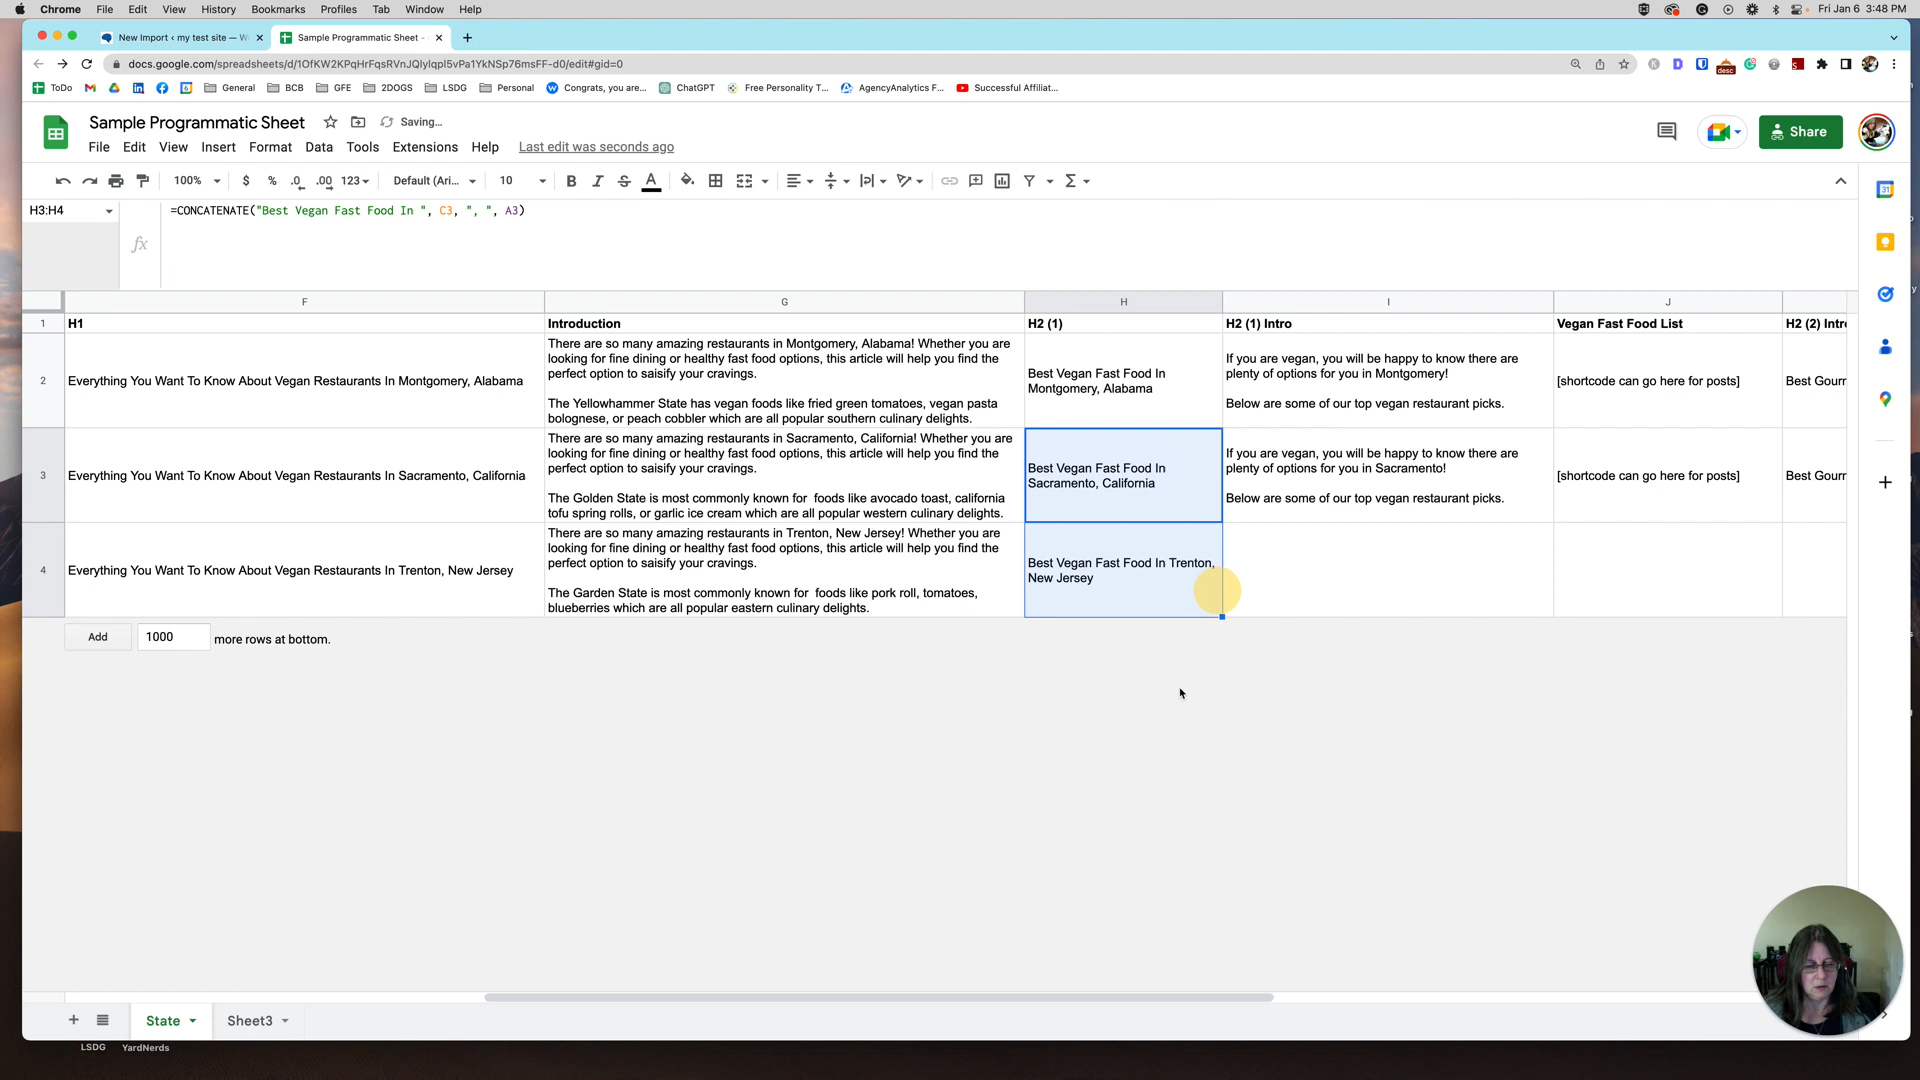 Chrome File Edit View History Bookmarks Profiles Tab Window Help Fri Jan 6 3:48 PM
New Import ‹ my test site — W Sample Programmatic Sheet -
docs.google.com/spreadsheets/d/1OfKW2KPqHrFqsRVnJQIyIqpI5vPa1YkNSp76msFF-d0/edit#gid=0
desc
ToDo General BCB GFE 2DOGS LSDG Personal Congrats, you are... ChatGPT Free Personality T... AgencyAnalytics F... Successful Affiliat...
Sample Programmatic Sheet Saving...
Share
File Edit View Insert Format Data Tools Extensions Help Last edit was seconds ago
100% $ % .0 .00 123 Default (Ari... 10 B I S A Σ
31
H3:H4
=CONCATENATE("Best Vegan Fast Food In ", C3, ", ", A3)
fx
F G H I J
1 H1 Introduction H2 (1) H2 (1) Intro Vegan Fast Food List H2 (2) Intr
2
Everything You Want To Know About Vegan Restaurants In Montgomery, Alabama
There are so many amazing restaurants in Montgomery, Alabama! Whether you are
looking for fine dining or healthy fast food options, this article will help you find the
perfect option to saisify your cravings.
The Yellowhammer State has vegan foods like fried green tomatoes, vegan pasta
bolognese, or peach cobbler which are all popular southern culinary delights.
Best Vegan Fast Food In
Montgomery, Alabama
If you are vegan, you will be happy to know there are
plenty of options for you in Montgomery!
Below are some of our top vegan restaurant picks.
[shortcode can go here for posts]
Best Gourr
3
Everything You Want To Know About Vegan Restaurants In Sacramento, California
There are so many amazing restaurants in Sacramento, California! Whether you are
looking for fine dining or healthy fast food options, this article will help you find the
perfect option to saisify your cravings.
The Golden State is most commonly known for  foods like avocado toast, california
tofu spring rolls, or garlic ice cream which are all popular western culinary delights.
Best Vegan Fast Food In
Sacramento, California
If you are vegan, you will be happy to know there are
plenty of options for you in Sacramento!
Below are some of our top vegan restaurant picks.
[shortcode can go here for posts]
Best Gourr
4
Everything You Want To Know About Vegan Restaurants In Trenton, New Jersey
There are so many amazing restaurants in Trenton, New Jersey! Whether you are
looking for fine dining or healthy fast food options, this article will help you find the
perfect option to saisify your cravings.
The Garden State is most commonly known for  foods like pork roll, tomatoes,
blueberries which are all popular eastern culinary delights.
Best Vegan Fast Food In Trenton,
New Jersey
Add 1000 more rows at bottom.
State Sheet3
LSDG YardNerds